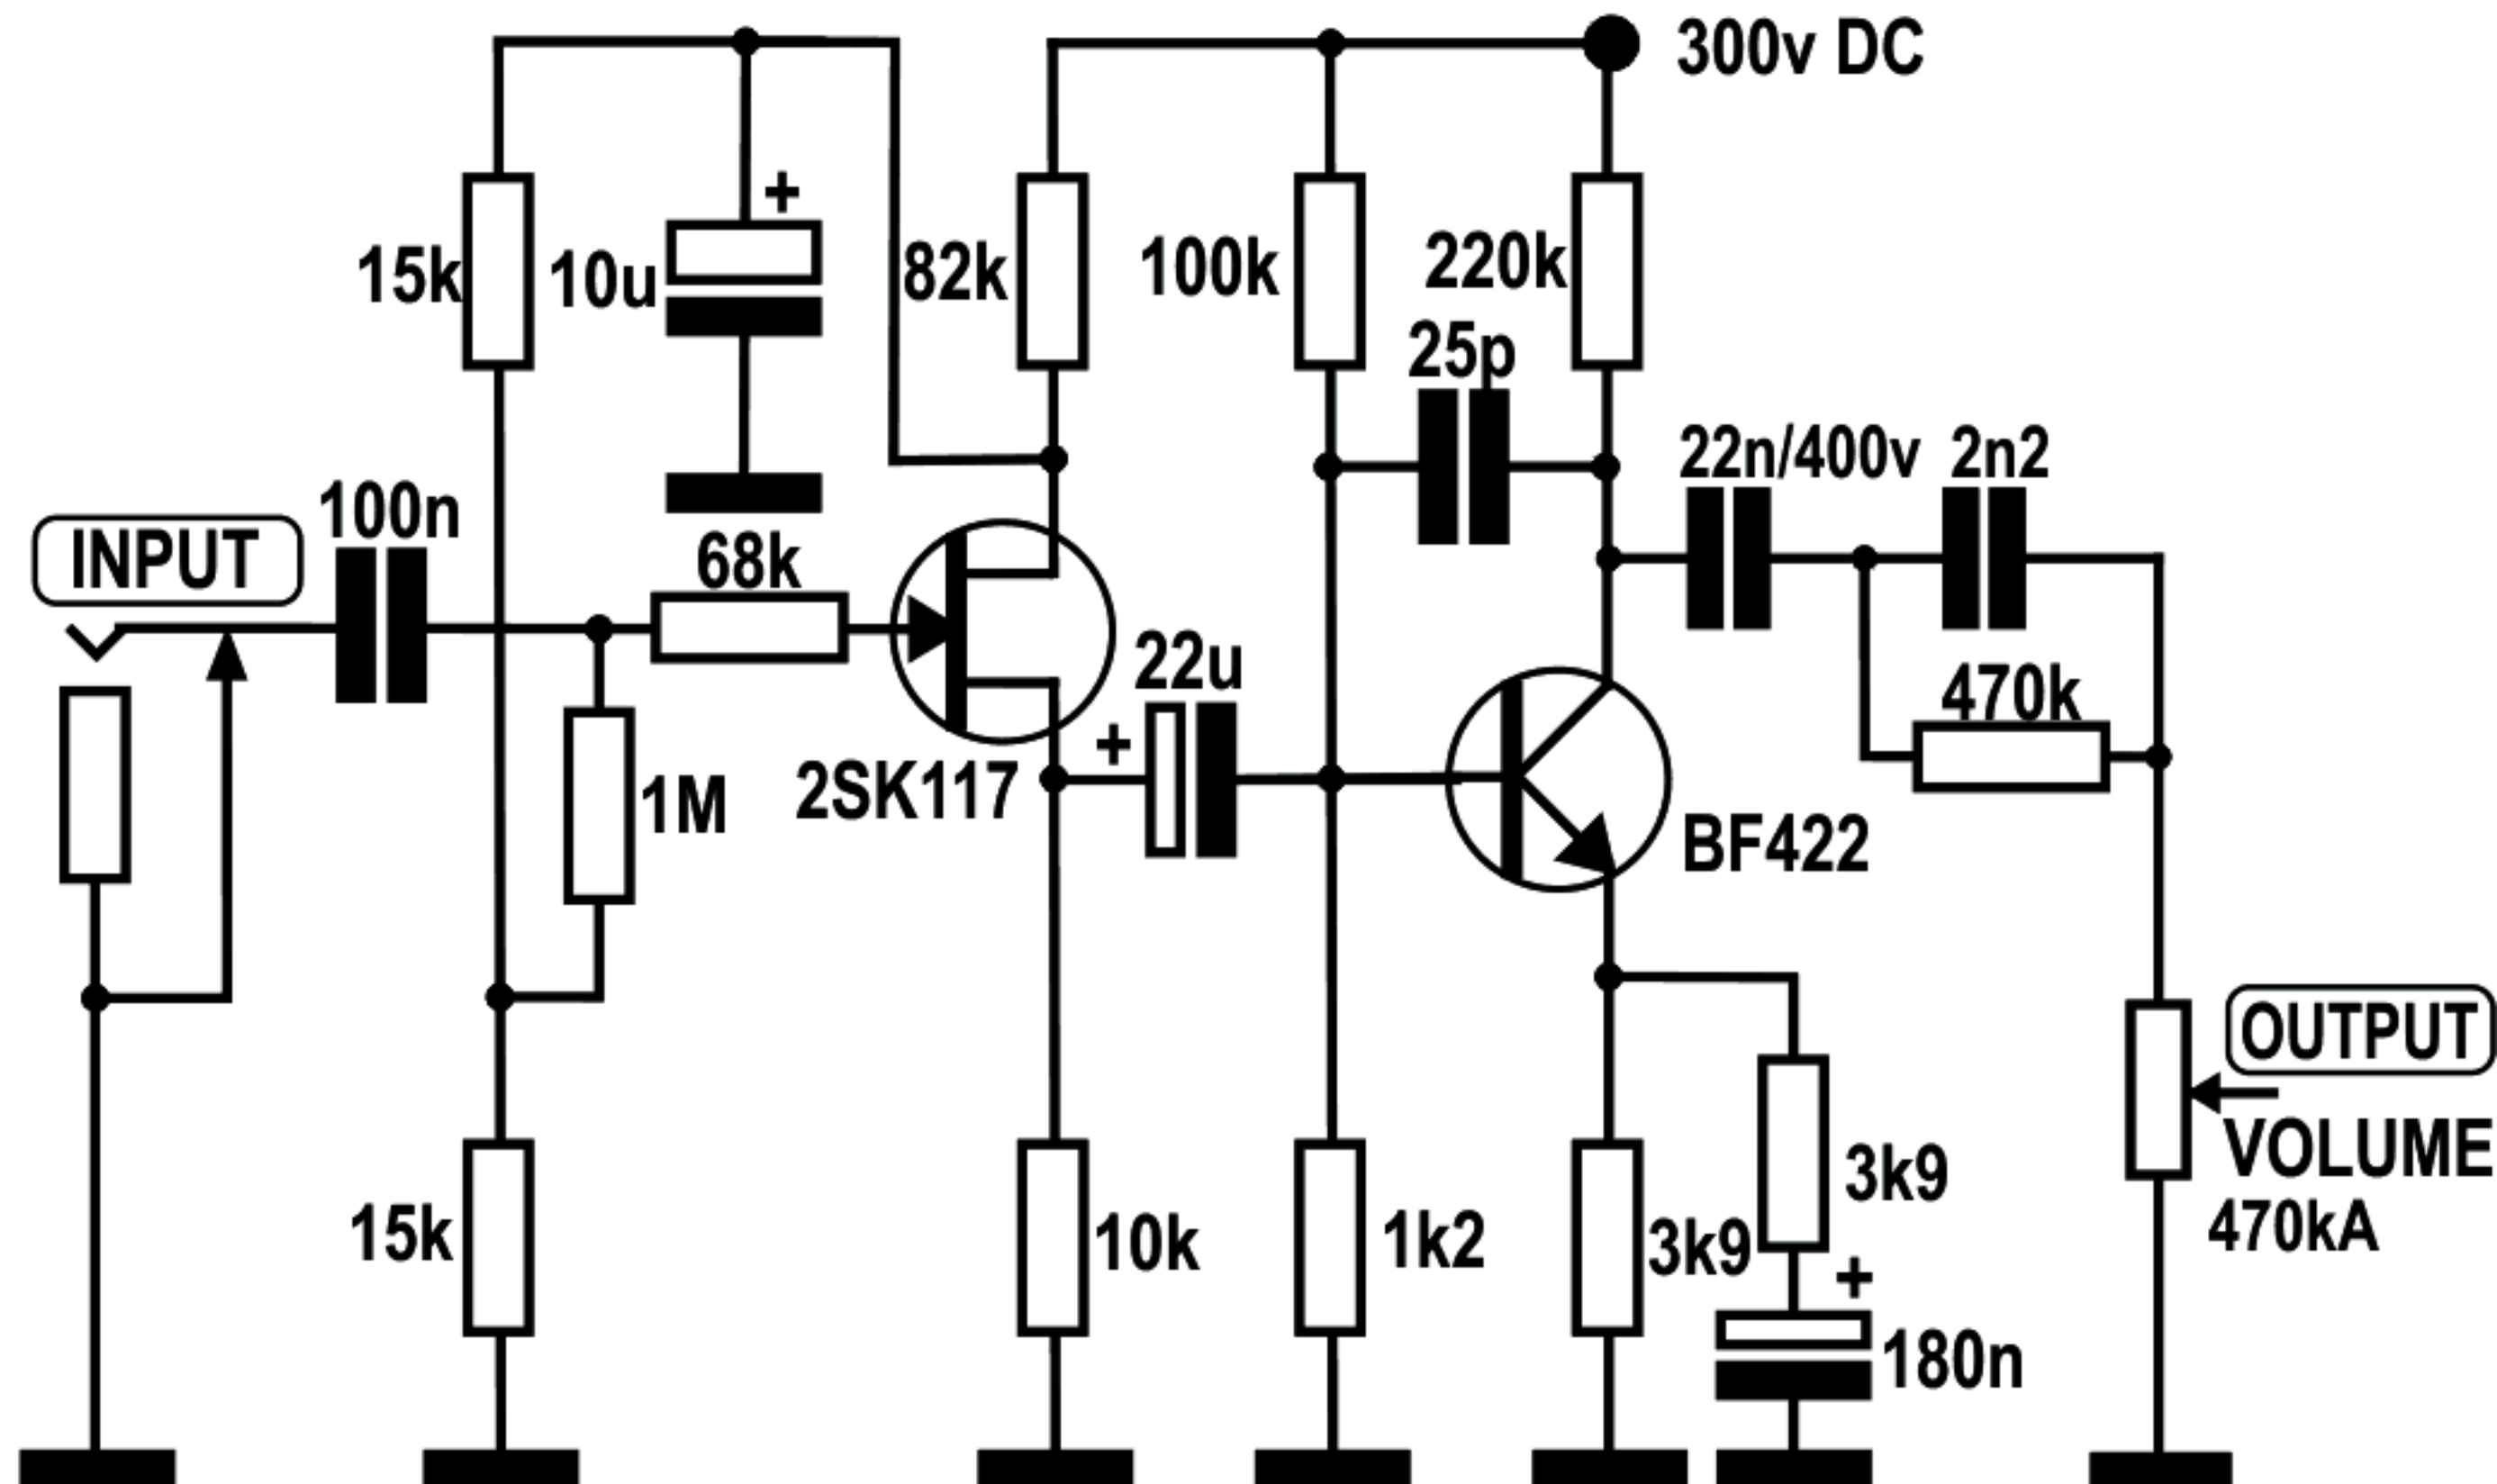 300v DC
+
15k
10u
82k
100k
220k
25p
22n/400v
2n2
100n
INPUT
68k
22u
470k
+
1M
2SK117
BF422
OUTPUT
VOLUME
470kA
3k9
15k
10k
1k2
3k9
+
180n